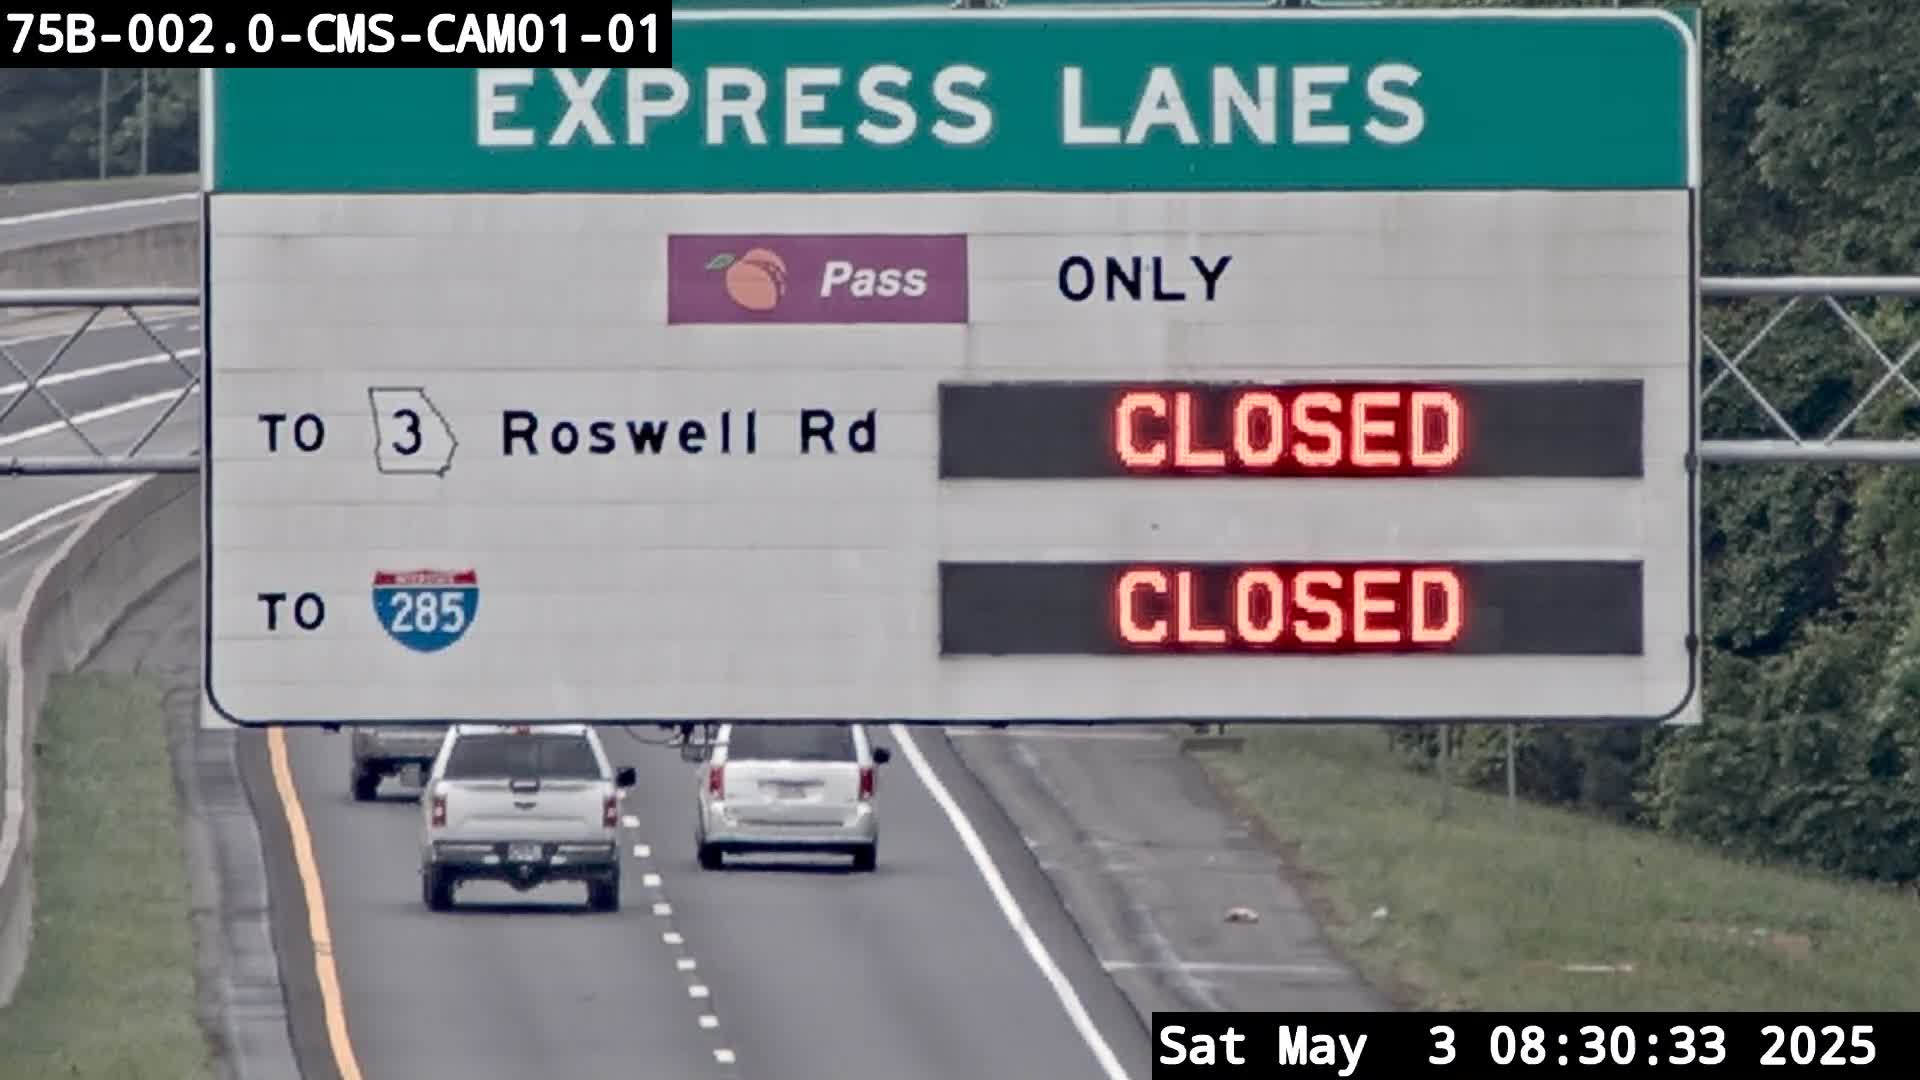 75B-002.0-CMS-CAM01-01
EXPRESS LANES
Pass ONLY
TO 3 Roswell Rd CLOSED
TO 285 CLOSED
Sat May 3 08:30:33 2025